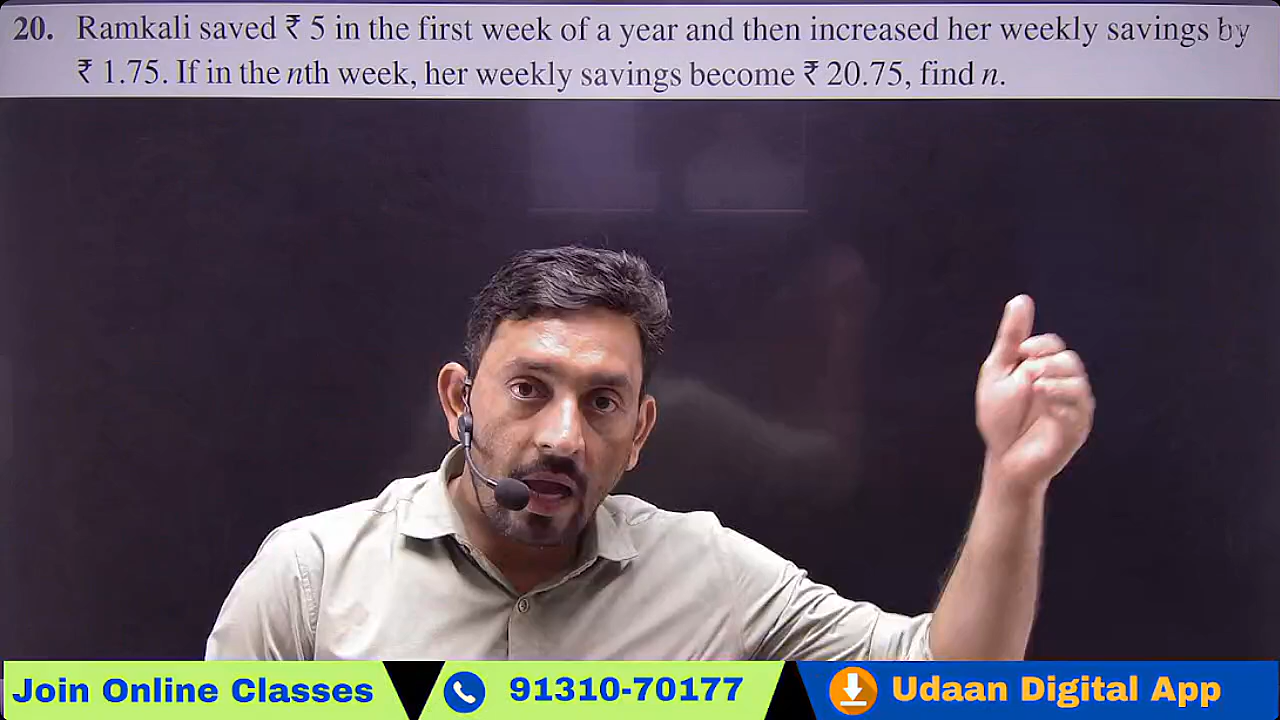 20. Ramkali saved ₹ 5 in the first week of a year and then increased her weekly savings by
₹ 1.75. If in the nth week, her weekly savings become ₹ 20.75, find n.
Join Online Classes
91310-70177
Udaan Digital App